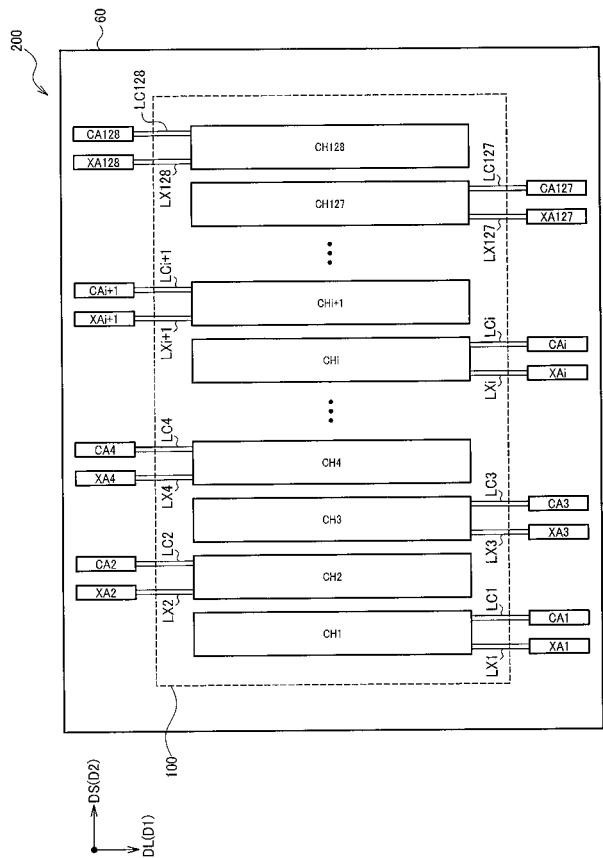 200
60
CA128
XA128
LC128
LX128
CH128
CH127
LC127
LX127
CA127
XA127
•••
CAi+1
XAi+1
LCi+1
LXi+1
CHi+1
CHi
LCi
LXi
CAi
XAi
•••
CA4
XA4
LC4
LX4
CH4
CH3
LC3
LX3
CA3
XA3
CA2
XA2
LC2
LX2
CH2
CH1
LC1
LX1
CA1
XA1
100
DS(D2)
DL(D1)